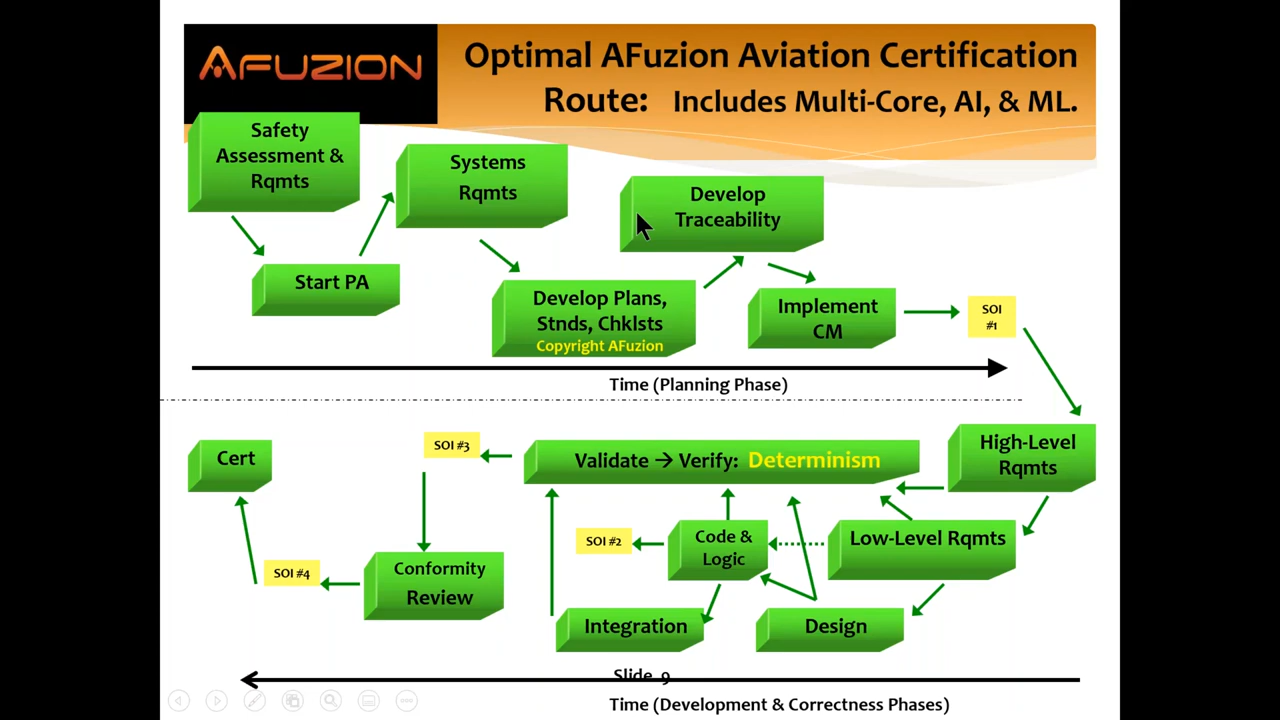 AFUZION
Optimal AFuzion Aviation Certification
Route: Includes Multi-Core, AI, & ML.
Safety
Assessment &
Rqmts
Systems
Rqmts
Develop
Traceability
Start PA
Develop Plans,
Stnds, Chklsts
Copyright AFuzion
Implement
CM
SOI
#1
Time (Planning Phase)
Cert
SOI #3
Validate → Verify: Determinism
High-Level
Rqmts
SOI #2
Code &
Logic
Low-Level Rqmts
SOI #4
Conformity
Review
Integration
Design
Slide 9
Time (Development & Correctness Phases)